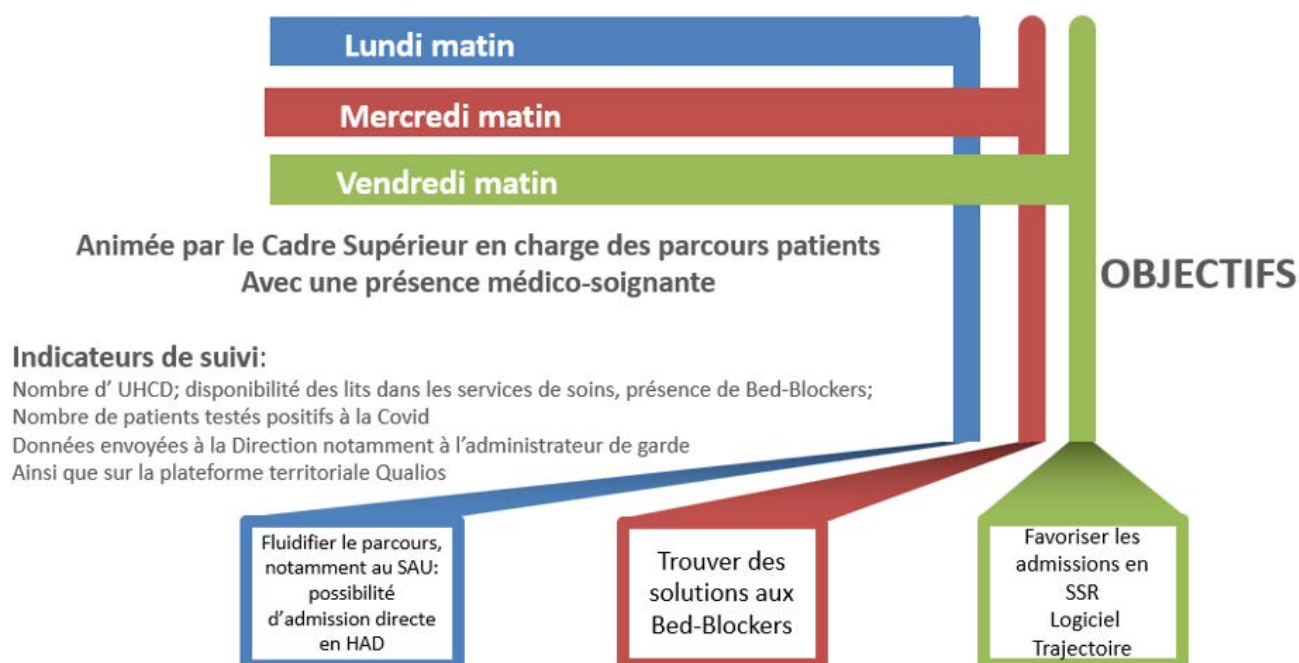 Lundi matin
Mercredi matin
Vendredi matin
Animée par le Cadre Supérieur en charge des parcours patients
Avec une présence médico-soignante
OBJECTIFS
Indicateurs de suivi:
Nombre d’ UHCD; disponibilité des lits dans les services de soins, présence de Bed-Blockers;
Nombre de patients testés positifs à la Covid
Données envoyées à la Direction notamment à l’administrateur de garde
Ainsi que sur la plateforme territoriale Qualios
Fluidifier le parcours,
notamment au SAU:
possibilité
d’admission directe
en HAD
Trouver des
solutions aux
Bed-Blockers
Favoriser les
admissions en
SSR
Logiciel
Trajectoire